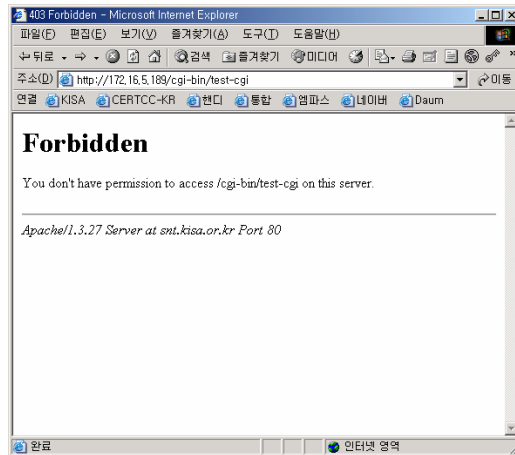 403 Forbidden - Microsoft Internet Explorer
파일(F) 편집(E) 보기(V) 즐겨찾기(A) 도구(T) 도움말(H)
뒤로 검색 즐겨찾기 미디어
주소(D) http://172.16.5.189/cgi-bin/test-cgi 이동
연결 KISA CERTCC-KR 핸디 통합 엠파스 네이버 Daum
Forbidden
You don't have permission to access /cgi-bin/test-cgi on this server.
Apache/1.3.27 Server at snt.kisa.or.kr Port 80
완료 인터넷 영역